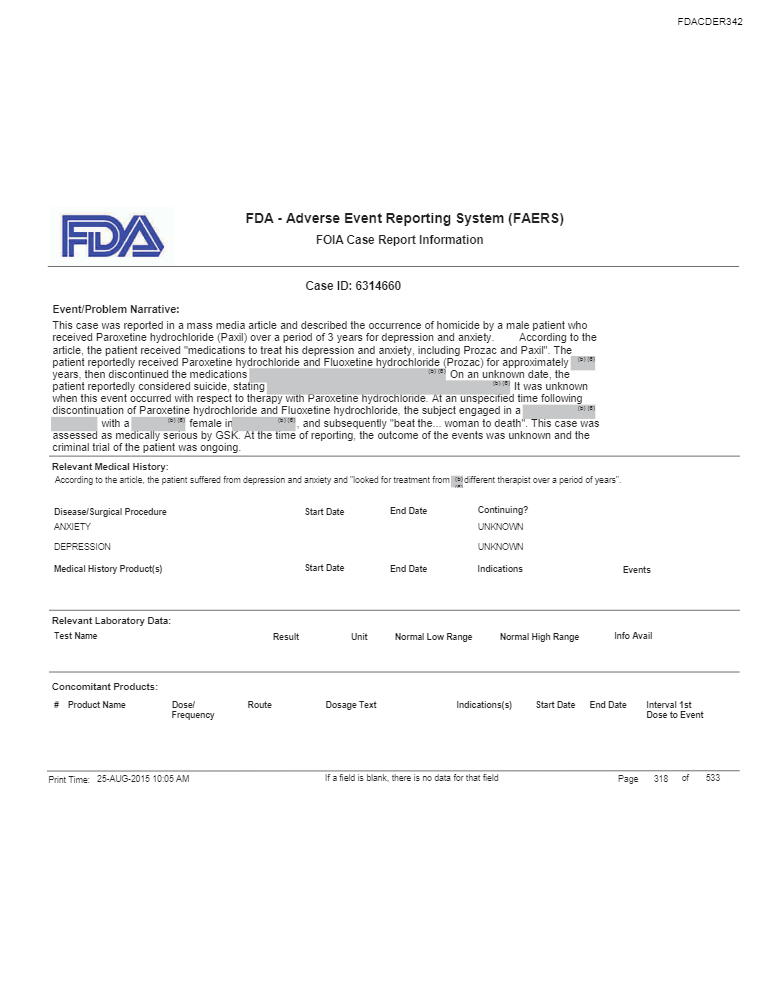 FDACDER342
FDA
FDA - Adverse Event Reporting System (FAERS)
FOIA Case Report Information
Case ID: 6314660
Event/Problem Narrative:
This case was reported in a mass media article and described the occurrence of homicide by a male patient who
received Paroxetine hydrochloride (Paxil) over a period of 3 years for depression and anxiety. According to the
article, the patient received "medications to treat his depression and anxiety, including Prozac and Paxil". The
patient reportedly received Paroxetine hydrochloride and Fluoxetine hydrochloride (Prozac) for approximately (b) (6)
years, then discontinued the medications (b) (6) On an unknown date, the
patient reportedly considered suicide, stating (b) (6) It was unknown
when this event occurred with respect to therapy with Paroxetine hydrochloride. At an unspecified time following
discontinuation of Paroxetine hydrochloride and Fluoxetine hydrochloride, the subject engaged in a (b) (6)
with a (b) (6) female in (b) (6), and subsequently "beat the... woman to death". This case was
assessed as medically serious by GSK. At the time of reporting, the outcome of the events was unknown and the
criminal trial of the patient was ongoing.
Relevant Medical History:
According to the article, the patient suffered from depression and anxiety and "looked for treatment from (b) (6) different therapist over a period of years".
Disease/Surgical Procedure Start Date End Date Continuing?
ANXIETY UNKNOWN
DEPRESSION UNKNOWN
Medical History Product(s) Start Date End Date Indications Events
Relevant Laboratory Data:
Test Name Result Unit Normal Low Range Normal High Range Info Avail
Concomitant Products:
# Product Name Dose/ Route Dosage Text Indications(s) Start Date End Date Interval 1st
Frequency Dose to Event
Print Time: 25-AUG-2015 10:05 AM If a field is blank, there is no data for that field Page 318 of 533